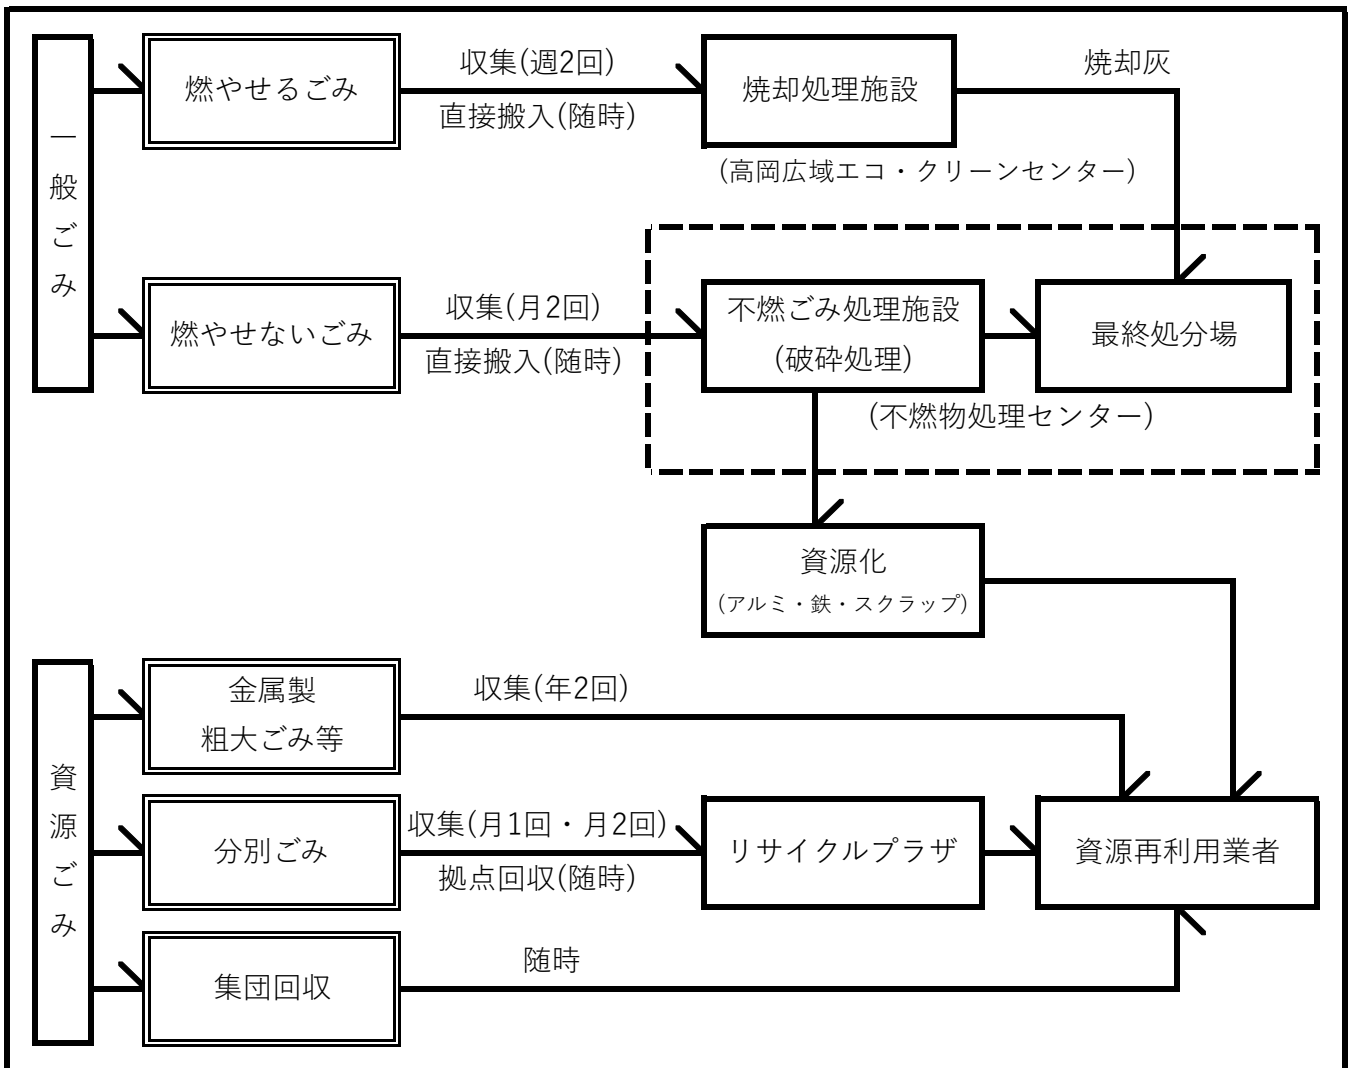 一般ごみ
燃やせるごみ
収集(週2回)
直接搬入(随時)
焼却処理施設
(高岡広域エコ・クリーンセンター)
焼却灰
燃やせないごみ
収集(月2回)
直接搬入(随時)
不燃ごみ処理施設
(破砕処理)
最終処分場
(不燃物処理センター)
資源化
(アルミ・鉄・スクラップ)
資源ごみ
金属製
粗大ごみ等
収集(年2回)
分別ごみ
収集(月1回・月2回)
拠点回収(随時)
リサイクルプラザ
資源再利用業者
集団回収
随時